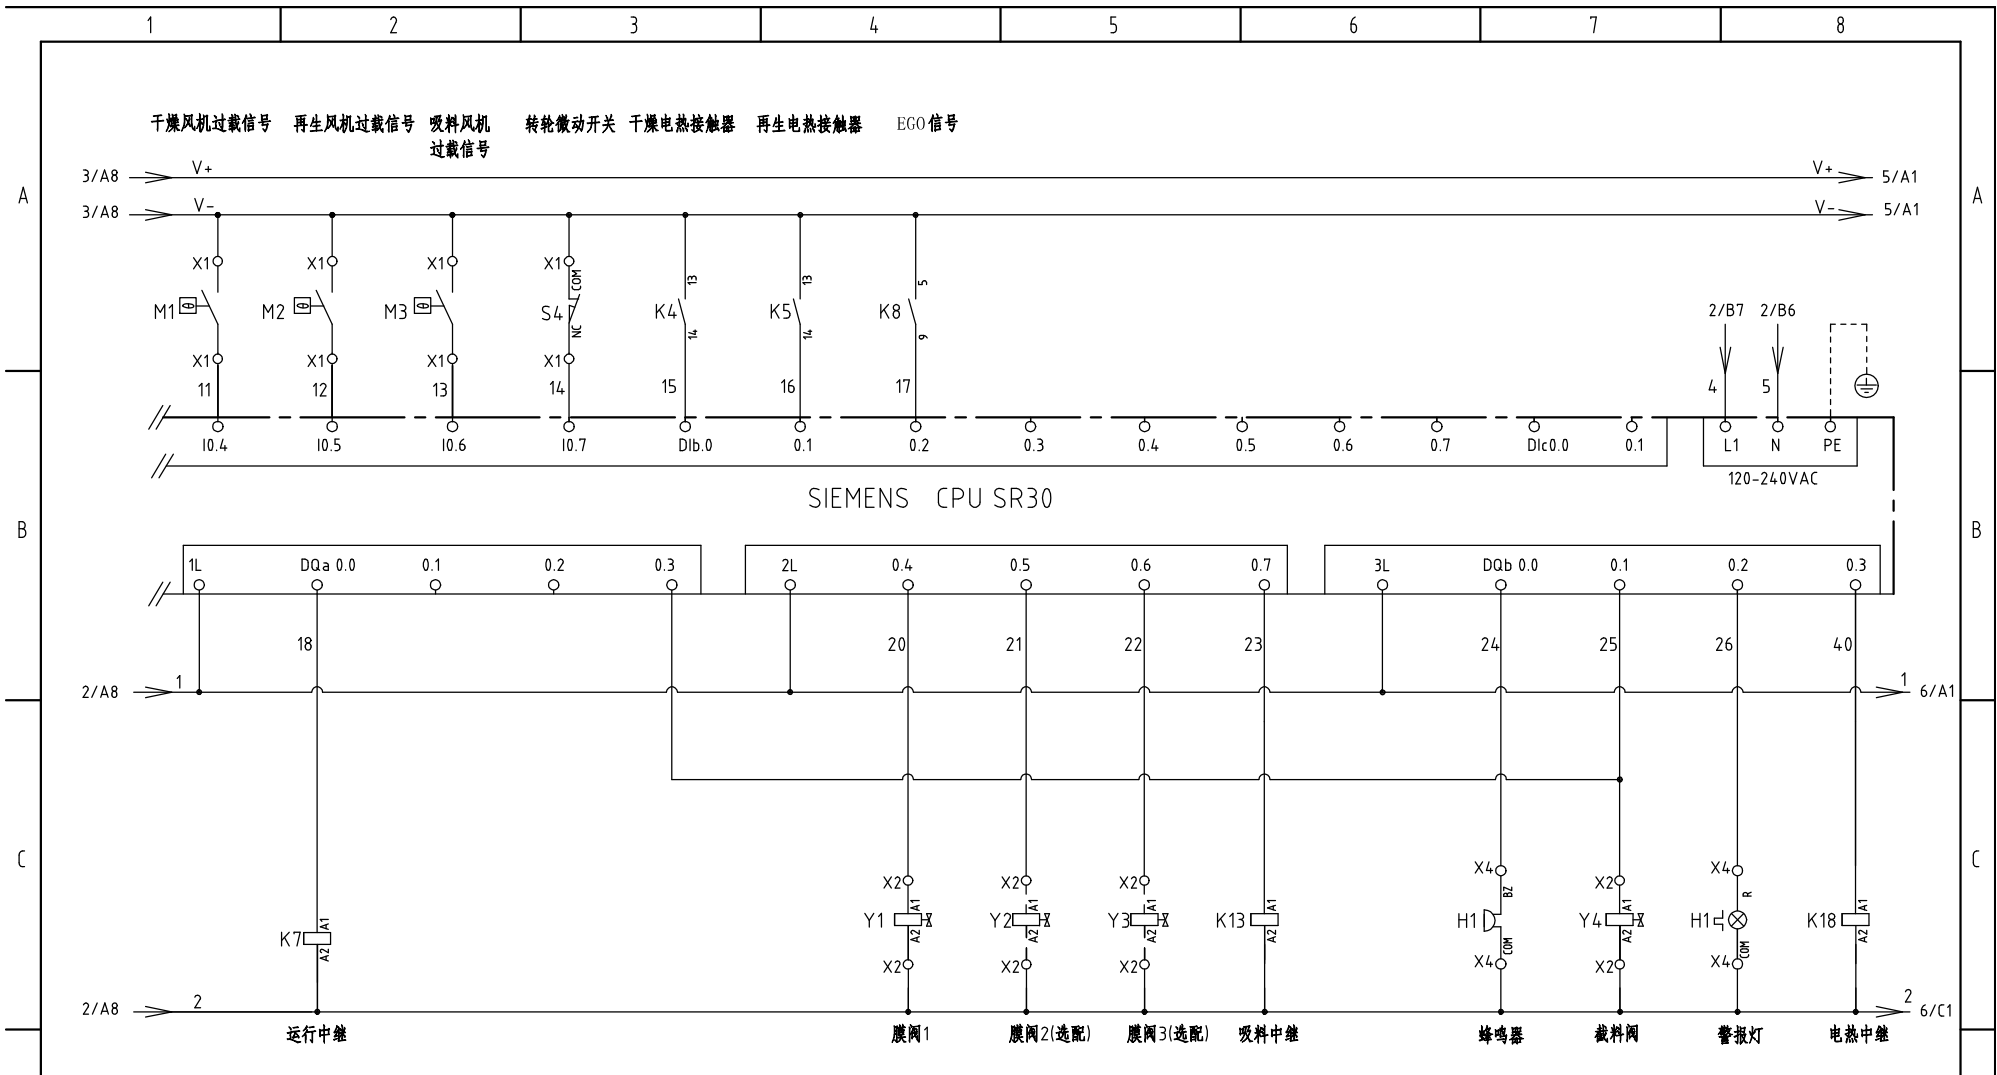 1 2 3 4 5 6 7 8
干燥风机过载信号 再生风机过载信号 吸料风机 转轮微动开关 干燥电热接触器 再生电热接触器 EGO信号
过载信号
3/A8 V+ V+ 5/A1
A A
3/A8 V- V- 5/A1
X1 X1 X1 X1 COM 13 13 5
M1 M2 M3 S4 K4 K5 K8 2/B7 2/B6
NC 14 14 9
X1 X1 X1 X1
11 12 13 14 15 16 17 4 5
I0.4 I0.5 I0.6 I0.7 DIb.0 0.1 0.2 0.3 0.4 0.5 0.6 0.7 DIc0.0 0.1 L1 N PE
120-240VAC
SIEMENS CPU SR30
B B
1L DQa 0.0 0.1 0.2 0.3 2L 0.4 0.5 0.6 0.7 3L DQb 0.0 0.1 0.2 0.3
18 20 21 22 23 24 25 26 40
2/A8 1 1 6/A1
C C
X2 X2 X2 X4 X2 X4
A1 A1 A1 A1 A1 BZ A1 R A1
K7 Y1 Y2 Y3 K13 H1 Y4 H1 K18
A2 A2 A2 A2 A2 COM A2 COM A2
X2 X2 X2 X4 X2 X4
2/A8 2 2 6/C1
运行中继 膜阀1 膜阀2(选配) 膜阀3(选配) 吸料中继 蜂鸣器 截料阀 警报灯 电热中继